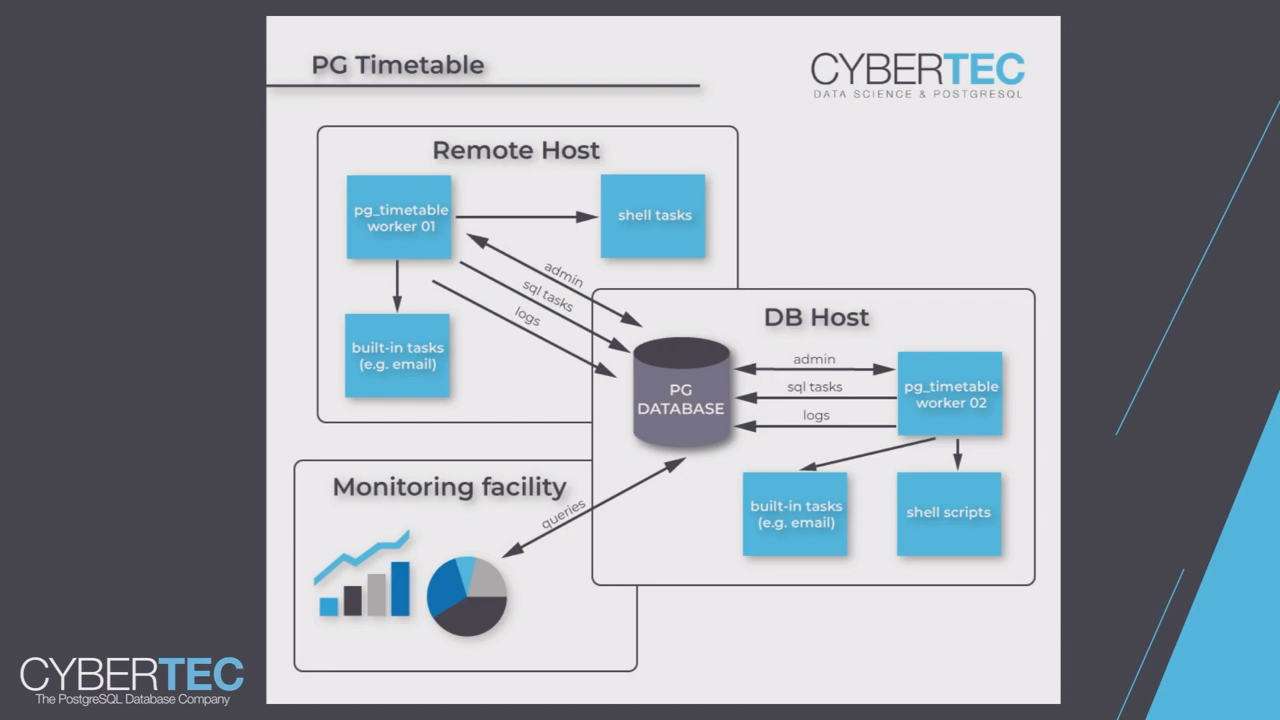 PG Timetable
CYBERTEC
DATA SCIENCE & POSTGRESQL
Remote Host
pg_timetable
worker 01
shell tasks
admin
sql tasks
logs
built-in tasks
(e.g. email)
DB Host
PG
DATABASE
admin
sql tasks
logs
pg_timetable
worker 02
built-in tasks
(e.g. email)
shell scripts
Monitoring facility
queries
CYBERTEC
The PostgreSQL Database Company